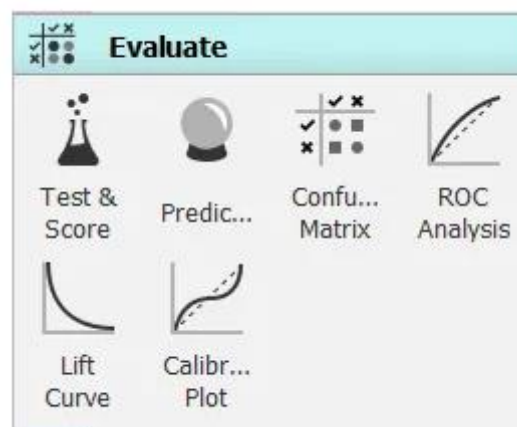 Evaluate
Test &
Score
Predic...
Confu...
Matrix
ROC
Analysis
Lift
Curve
Calibr...
Plot